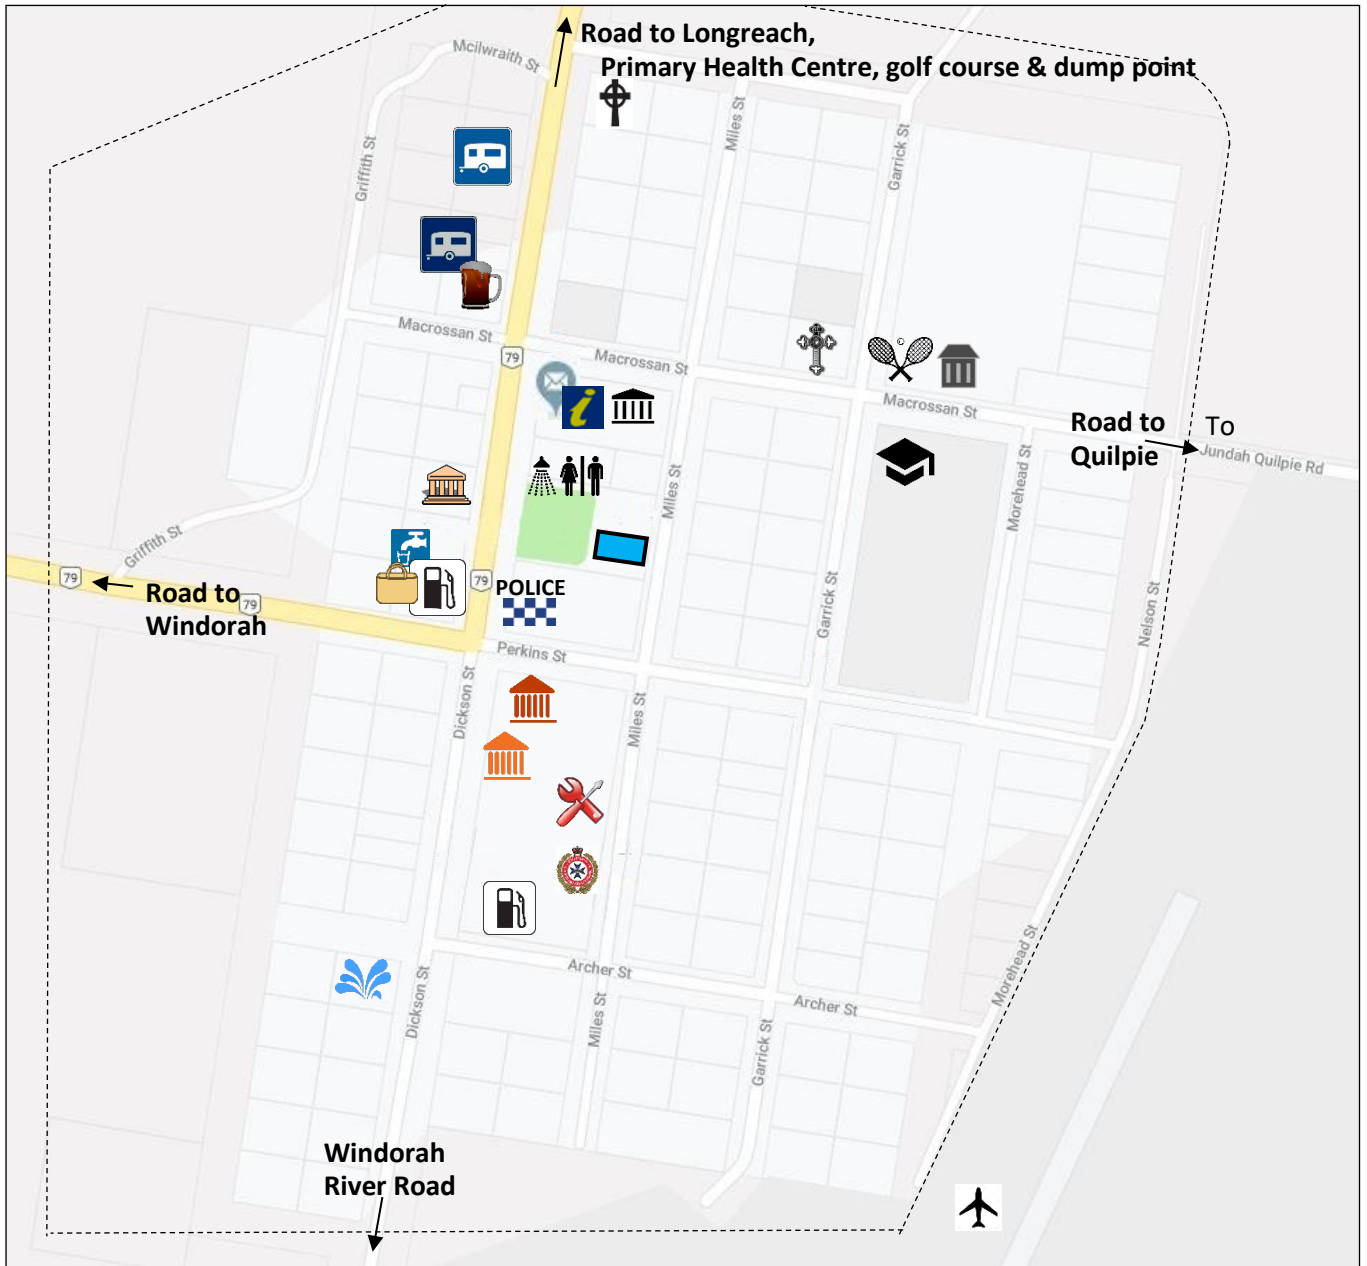 Road to Longreach,
Primary Health Centre, golf course & dump point
Mcilwraith St
Miles St
Garrick St
Griffith St
Macrossan St
79
Macrossan St
Macrossan St
i
Road to
Quilpie
To
Jundah Quilpie Rd
Miles St
Morehead St
Griffith St
79
Road to
Windorah
79
79
POLICE
Garrick St
Nelson St
Perkins St
Dickson St
Miles St
Archer St
Archer St
Morehead St
Dickson St
Miles St
Garrick St
Windorah
River Road